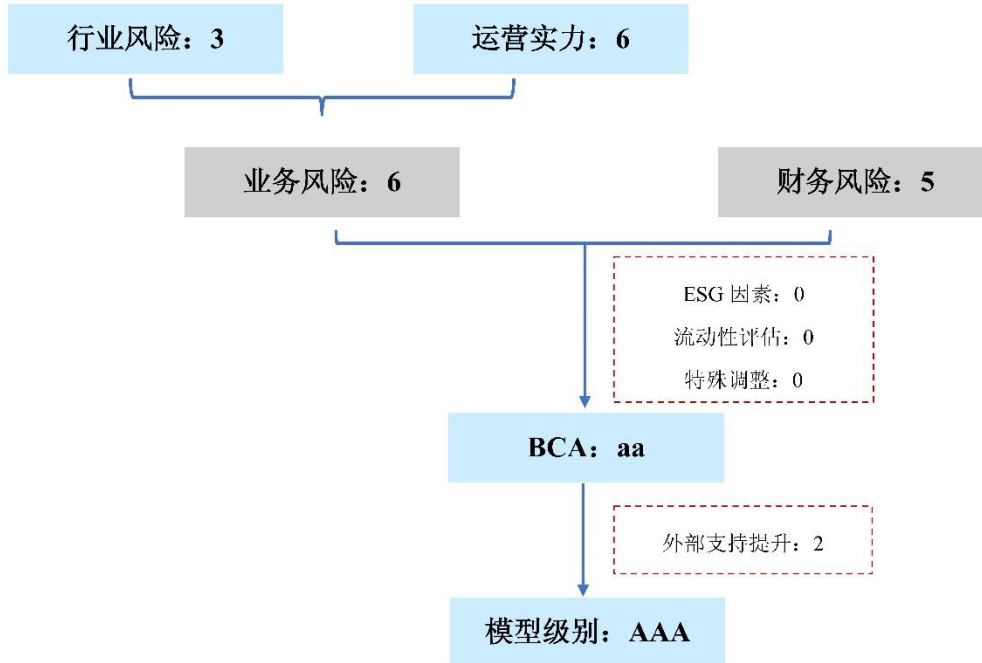 行业风险：3
运营实力：6
业务风险：6
财务风险：5
ESG 因素：0
流动性评估：0
特殊调整：0
BCA：aa
外部支持提升：2
模型级别：AAA